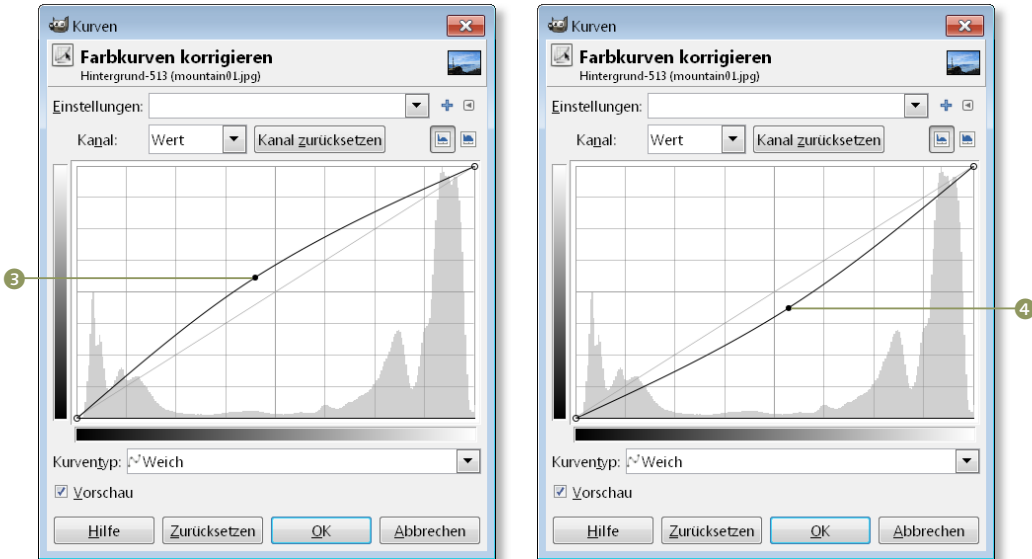 Kurven
Farbkurven korrigieren
Hintergrund-513 (mountain01.jpg)
Einstellungen:
Kanal: Wert Kanal zurücksetzen
3
Kurventyp: Weich
Vorschau
Hilfe Zurücksetzen OK Abbrechen
Kurven
Farbkurven korrigieren
Hintergrund-513 (mountain01.jpg)
Einstellungen:
Kanal: Wert Kanal zurücksetzen
4
Kurventyp: Weich
Vorschau
Hilfe Zurücksetzen OK Abbrechen